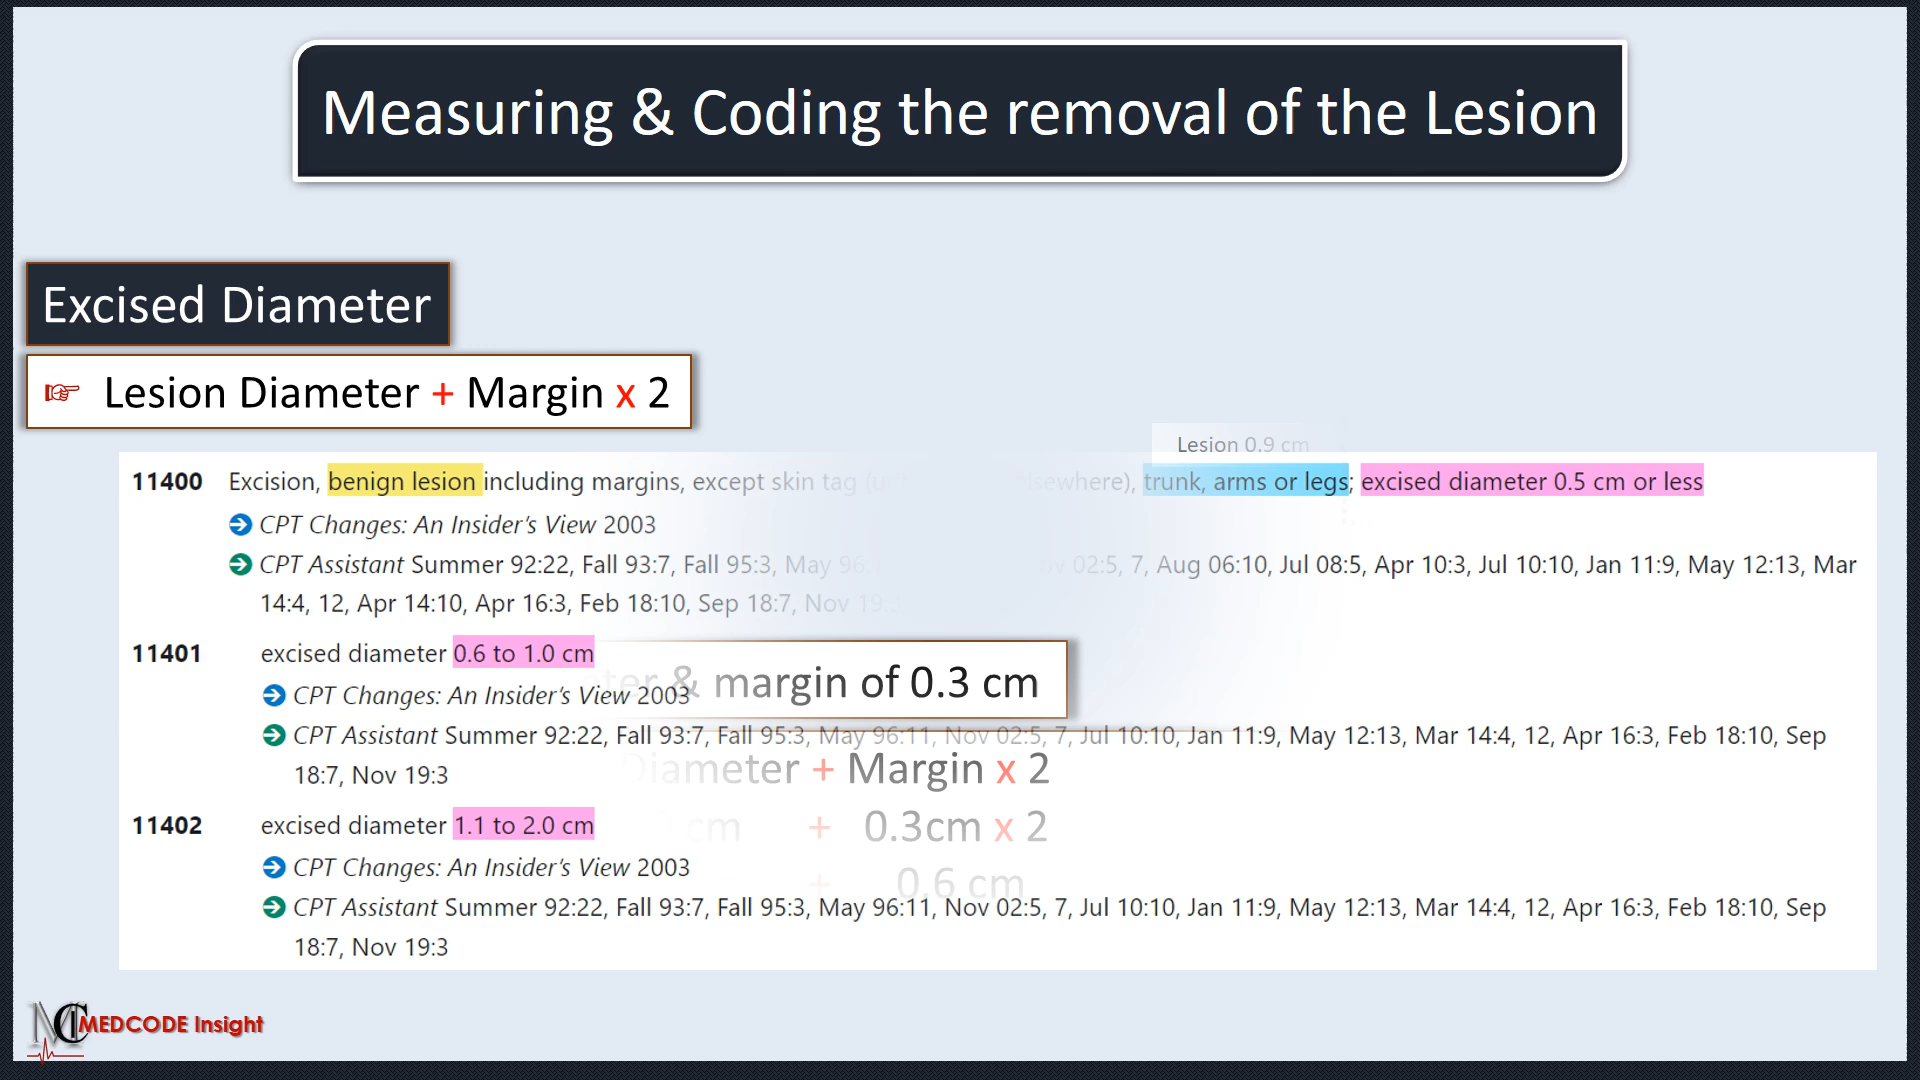 Measuring & Coding the removal of the Lesion
Excised Diameter
☞ Lesion Diameter + Margin x 2
Lesion 0.9 cm
11400 Excision, benign lesion including margins, except skin tag elsewhere), trunk, arms or legs; excised diameter 0.5 cm or less
CPT Changes: An Insider's View 2003
CPT Assistant Summer 92:22, Fall 93:7, Fall 95:3, May 96: 02:5, 7, Aug 06:10, Jul 08:5, Apr 10:3, Jul 10:10, Jan 11:9, May 12:13, Mar
14:4, 12, Apr 14:10, Apr 16:3, Feb 18:10, Sep 18:7, Nov 19:3
11401 excised diameter 0.6 to 1.0 cm
& margin of 0.3 cm
CPT Changes: An Insider's View 2003
CPT Assistant Summer 92:22, Fall 93:7, Fall 95:3, May 96:11, Nov 02:5, 7, Jul 10:10, Jan 11:9, May 12:13, Mar 14:4, 12, Apr 16:3, Feb 18:10, Sep
Diameter + Margin x 2
18:7, Nov 19:3
11402 excised diameter 1.1 to 2.0 cm
cm + 0.3cm x 2
CPT Changes: An Insider's View 2003
+ 0.6 cm
CPT Assistant Summer 92:22, Fall 93:7, Fall 95:3, May 96:11, Nov 02:5, 7, Jul 10:10, Jan 11:9, May 12:13, Mar 14:4, 12, Apr 16:3, Feb 18:10, Sep
18:7, Nov 19:3
MCI MEDCODE Insight